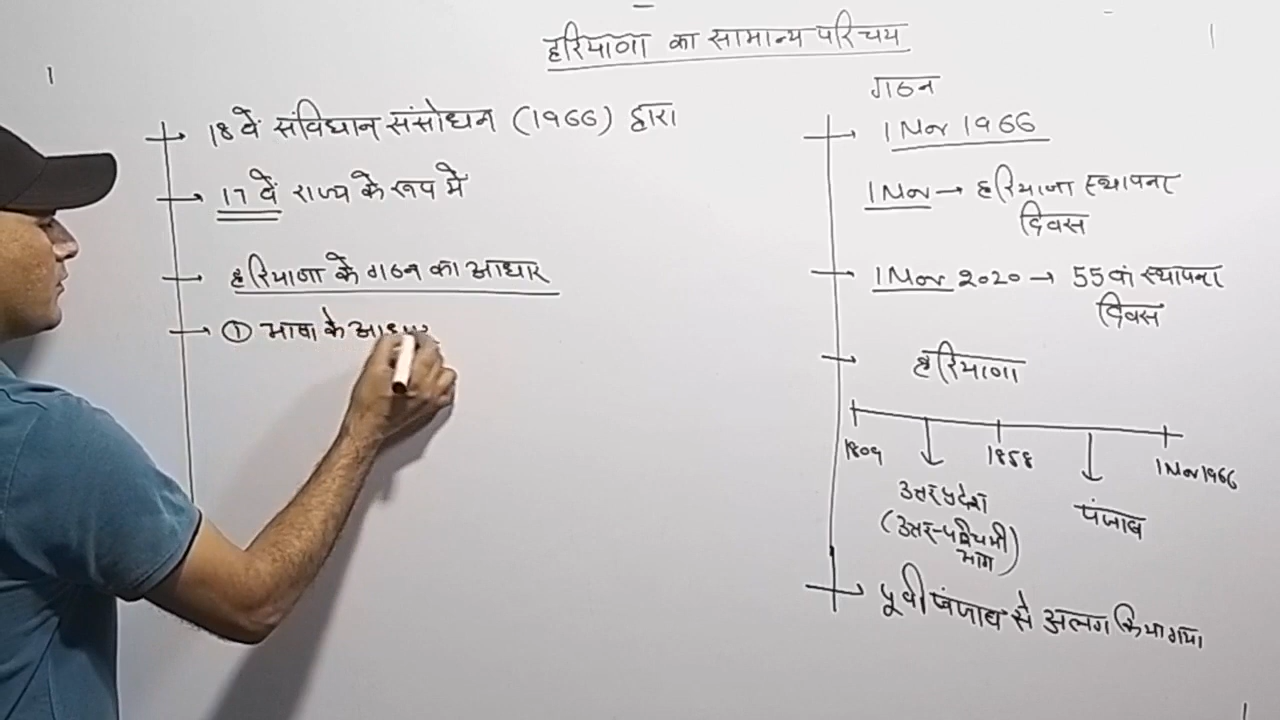 हरियाणा का सामान्य परिचय
18 वें संविधान संसोधन (1966) द्वारा
17 वें राज्य के रूप में
हरियाणा के गठन का आधार
① भाषा के आधार
गठन
1 Nov 1966
1 Nov → हरियाणा स्थापना
दिवस
1 Nov 2020 → 55 वां स्थापना
दिवस
हरियाणा
1809 1858 1 Nov 1966
उत्तर प्रदेश
(उत्तर-पश्चिमी
भाग)
पंजाब
पूर्वी पंजाब से अलग किया गया